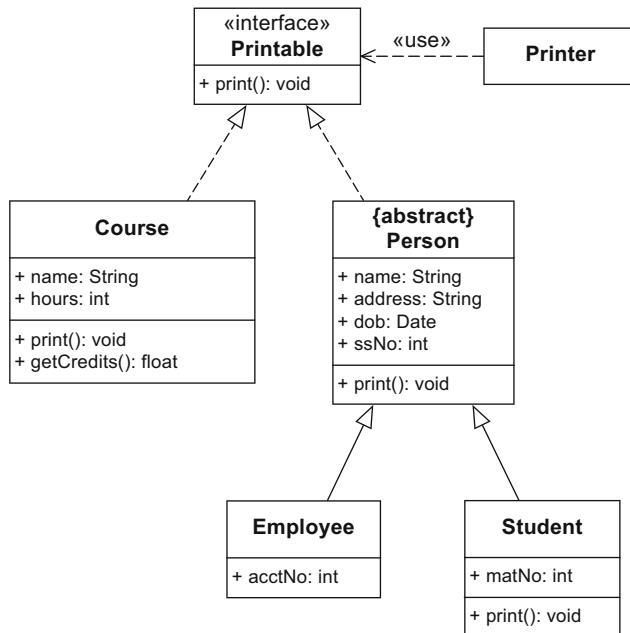 «interface»
Printable
+ print(): void
«use»
Printer
Course
+ name: String
+ hours: int
+ print(): void
+ getCredits(): float
{abstract}
Person
+ name: String
+ address: String
+ dob: Date
+ ssNo: int
+ print(): void
Employee
+ acctNo: int
Student
+ matNo: int
+ print(): void